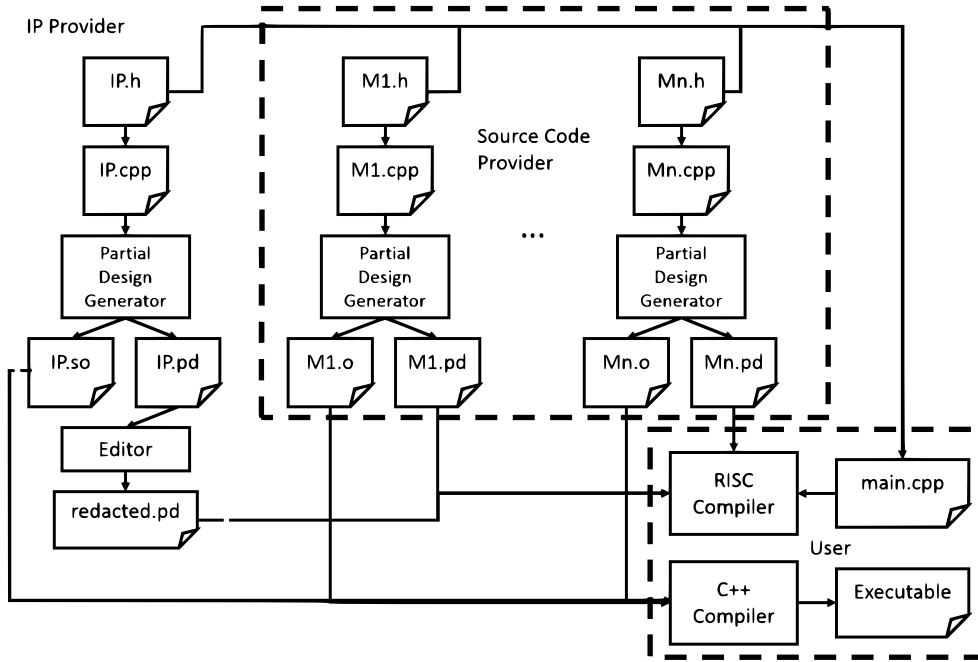 IP Provider
IP.h
M1.h
Mn.h
Source Code
Provider
IP.cpp
M1.cpp
Mn.cpp
...
Partial
Design
Generator
Partial
Design
Generator
Partial
Design
Generator
IP.so
IP.pd
M1.o
M1.pd
Mn.o
Mn.pd
Editor
redacted.pd
RISC
Compiler
main.cpp
User
C++
Compiler
Executable